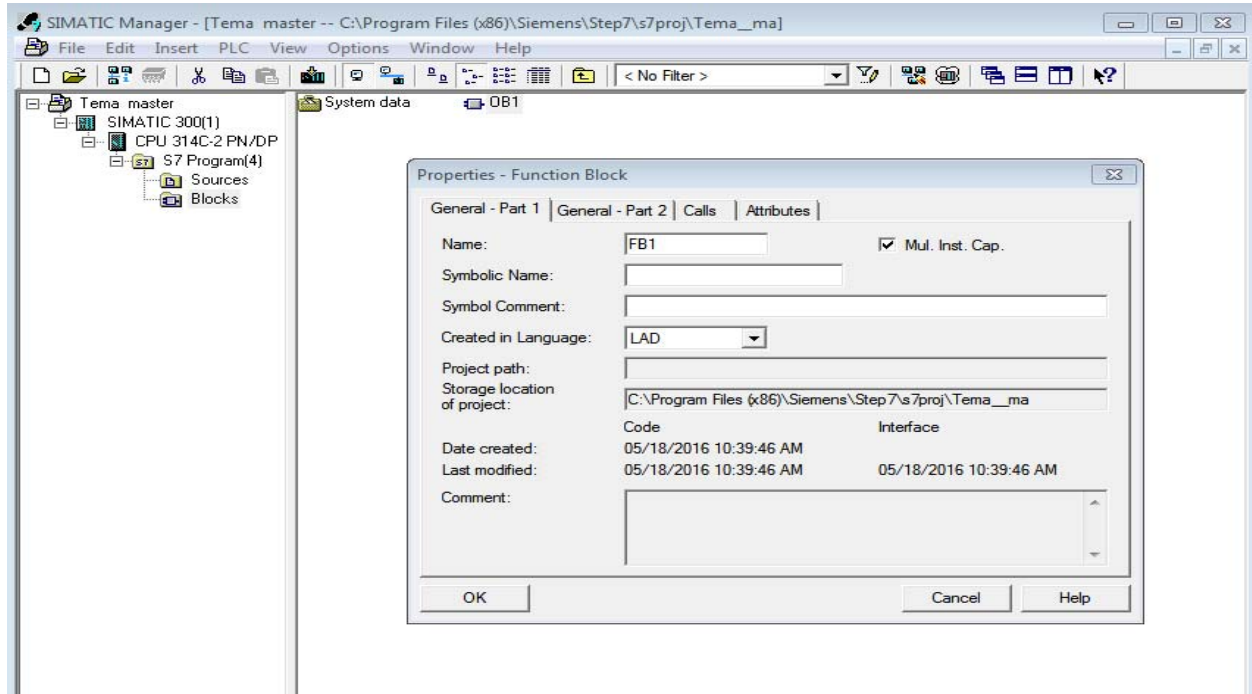 SIMATIC Manager - [Tema master -- C:\Program Files (x86)\Siemens\Step7\s7proj\Tema__ma]
File Edit Insert PLC View Options Window Help
< No Filter >
Tema master
SIMATIC 300(1)
CPU 314C-2 PN/DP
S7 Program(4)
Sources
Blocks
System data OB1
Properties - Function Block
General - Part 1 General - Part 2 Calls Attributes
Name: FB1 Mul. Inst. Cap.
Symbolic Name:
Symbol Comment:
Created in Language: LAD
Project path:
Storage location
of project: C:\Program Files (x86)\Siemens\Step7\s7proj\Tema__ma
Code Interface
Date created: 05/18/2016 10:39:46 AM
Last modified: 05/18/2016 10:39:46 AM 05/18/2016 10:39:46 AM
Comment:
OK Cancel Help